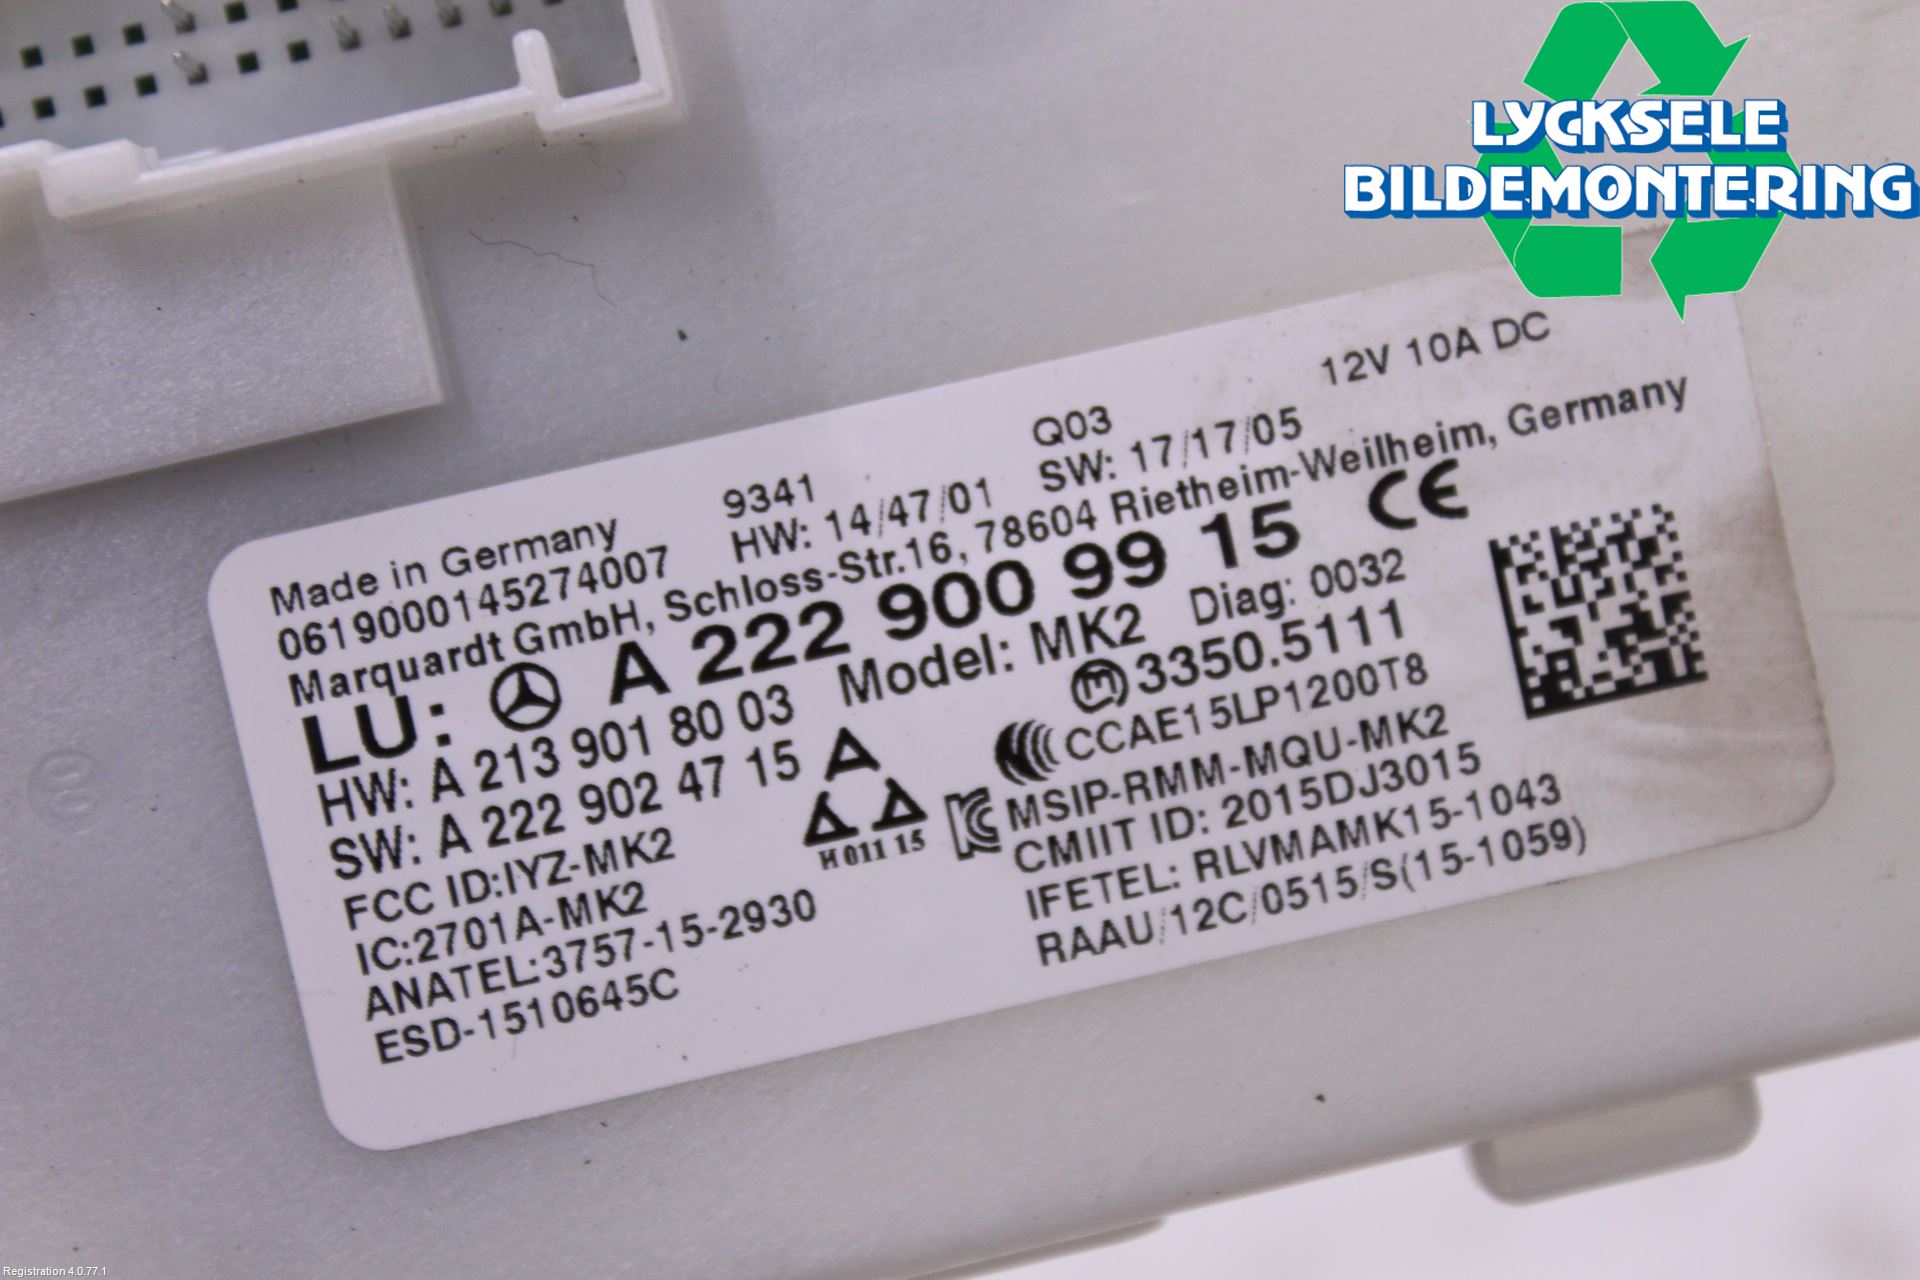 LYCKSELE
BILDEMONTERING
12V 10A DC
Made in Germany 9341 Q03
0619000145274007 HW: 14/47/01 SW: 17/17/05
Marquardt GmbH, Schloss-Str.16, 78604 Rietheim-Weilheim, Germany
LU: A 222 900 99 15 CE
HW: A 213 901 80 03 Model: MK2 Diag: 0032
SW: A 222 902 47 15 m 3350.5111
FCC ID:IYZ-MK2 H 011 15 CCCAE15LP1200T8
IC:2701A-MK2 MSIP-RMM-MQU-MK2
ANATEL:3757-15-2930 CMIIT ID: 2015DJ3015
ESD-1510645C IFETEL: RLVMAMK15-1043
RAAU/12C/0515/S(15-1059)
Registration 4.0.77.1